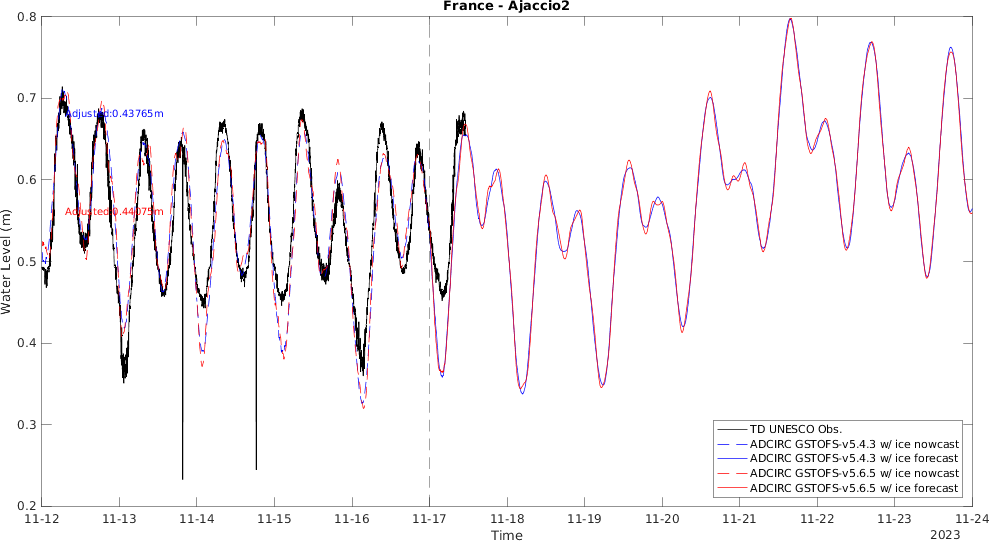 France - Ajaccio2
0.8
0.7
0.6
0.5
0.4
0.3
0.2
Water Level (m)
Adjusted:0.43765m
Adjusted:0.44075m
TD UNESCO Obs.
ADCIRC GSTOFS-v5.4.3 w/ ice nowcast
ADCIRC GSTOFS-v5.4.3 w/ ice forecast
ADCIRC GSTOFS-v5.6.5 w/ ice nowcast
ADCIRC GSTOFS-v5.6.5 w/ ice forecast
11-12 11-13 11-14 11-15 11-16 11-17 11-18 11-19 11-20 11-21 11-22 11-23 11-24
Time
2023